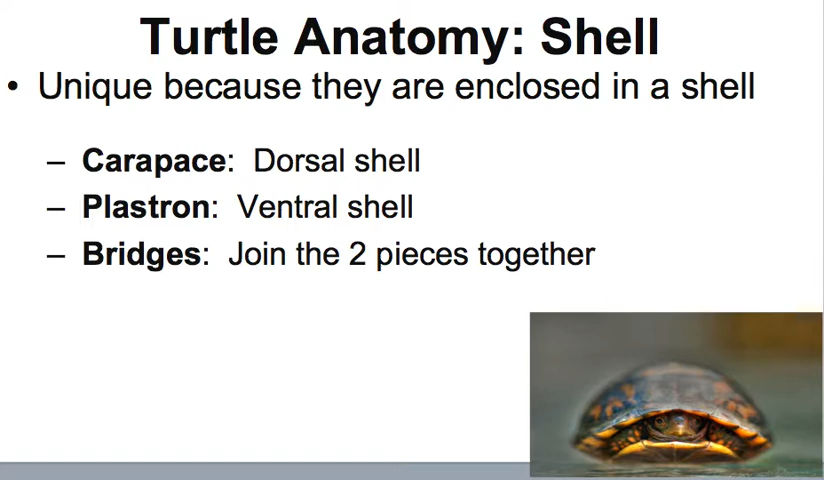 Turtle Anatomy: Shell
• Unique because they are enclosed in a shell
– Carapace: Dorsal shell
– Plastron: Ventral shell
– Bridges: Join the 2 pieces together